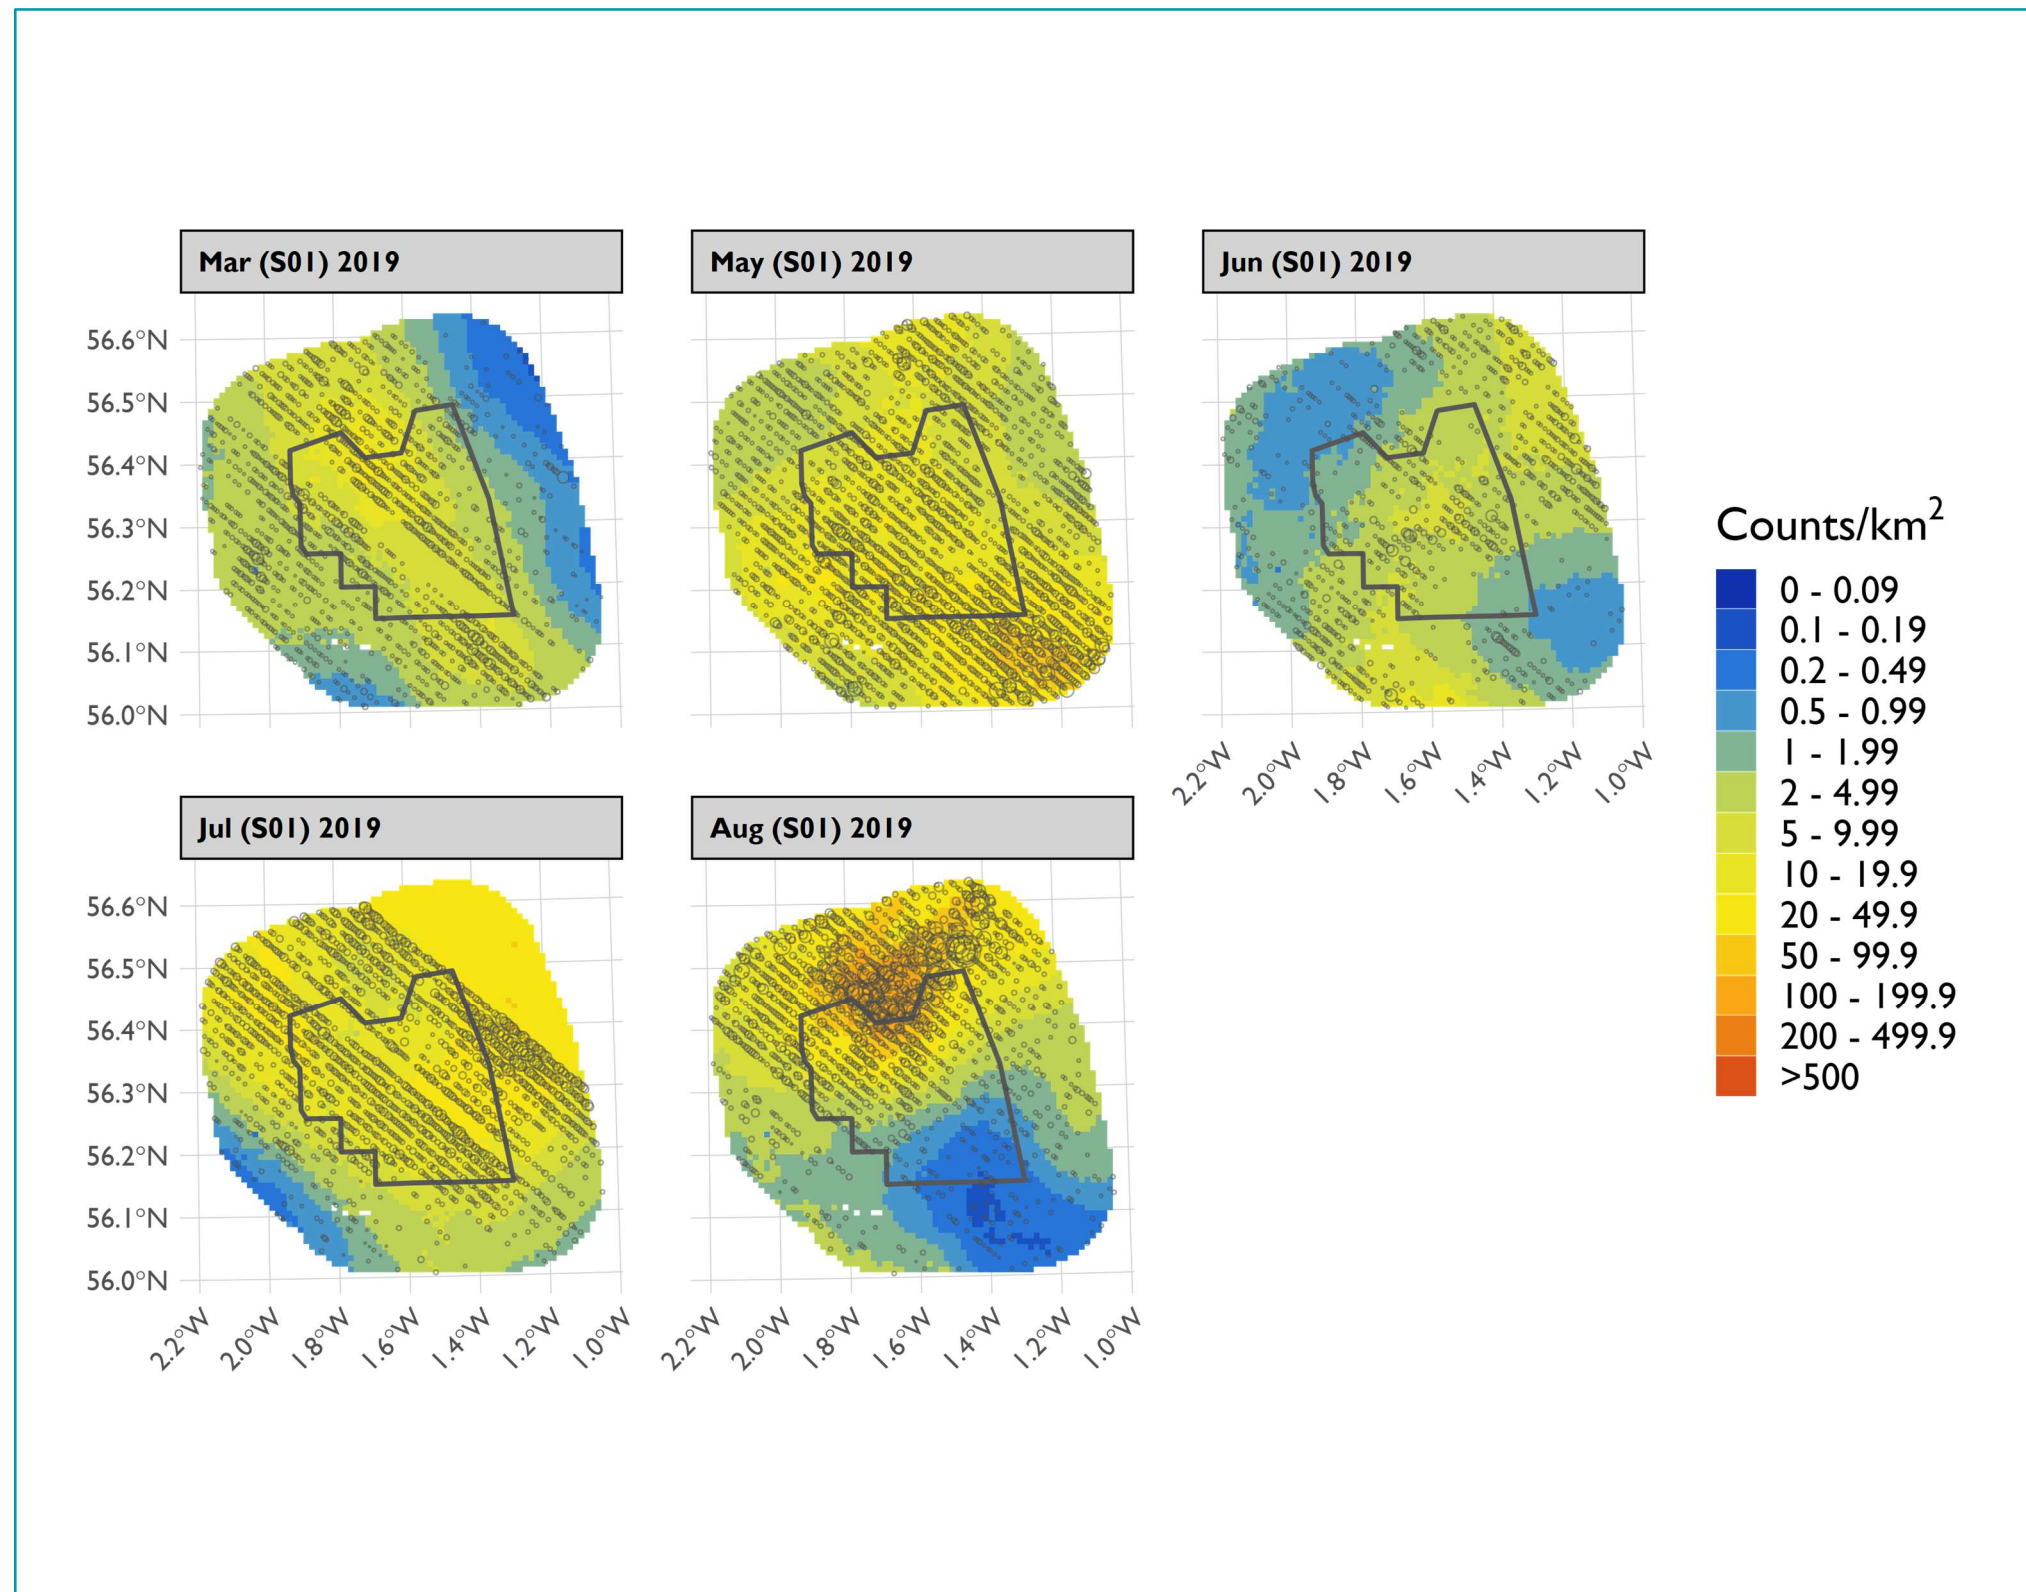 Mar (S01) 2019
May (S01) 2019
Jun (S01) 2019
56.6°N
56.5°N
56.4°N
56.3°N
56.2°N
56.1°N
56.0°N
2.2°W
2.0°W
1.8°W
1.6°W
1.4°W
1.2°W
1.0°W
Jul (S01) 2019
Aug (S01) 2019
56.6°N
56.5°N
56.4°N
56.3°N
56.2°N
56.1°N
56.0°N
2.2°W
2.0°W
1.8°W
1.6°W
1.4°W
1.2°W
1.0°W
2.2°W
2.0°W
1.8°W
1.6°W
1.4°W
1.2°W
1.0°W
Counts/km²
0 - 0.09
0.1 - 0.19
0.2 - 0.49
0.5 - 0.99
1 - 1.99
2 - 4.99
5 - 9.99
10 - 19.9
20 - 49.9
50 - 99.9
100 - 199.9
200 - 499.9
>500